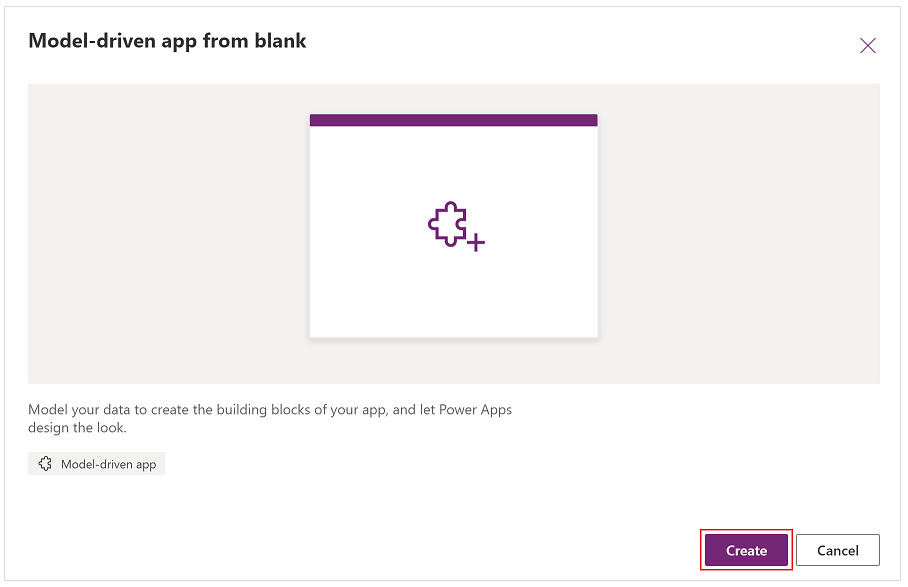 Model-driven app from blank
Model your data to create the building blocks of your app, and let Power Apps
design the look.
Model-driven app
Create
Cancel